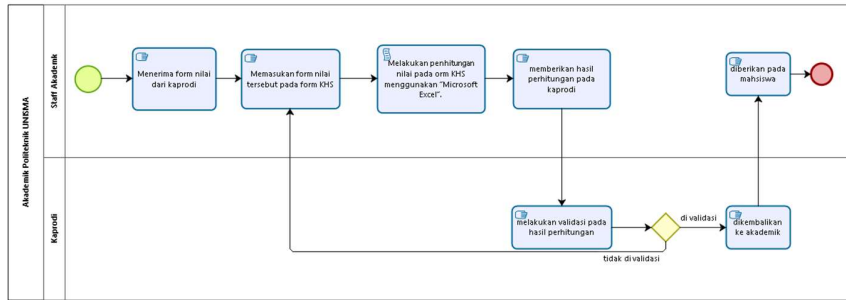 Akademik Politeknik UNISMA
Staff Akademik
Menerima form nilai
dari kaprodi
Memasukan form nilai
tersebut pada form KHS
Melakukan penhitungan
nilai pada orm KHS
menggunakan “Microsoft
Excel”.
memberikan hasil
perhitungan pada
kaprodi
diberikan pada
mahsiswa
Kaprodi
melakukan validasi pada
hasil perhitungan
di validasi
dikembalikan
ke akademik
tidak di validasi